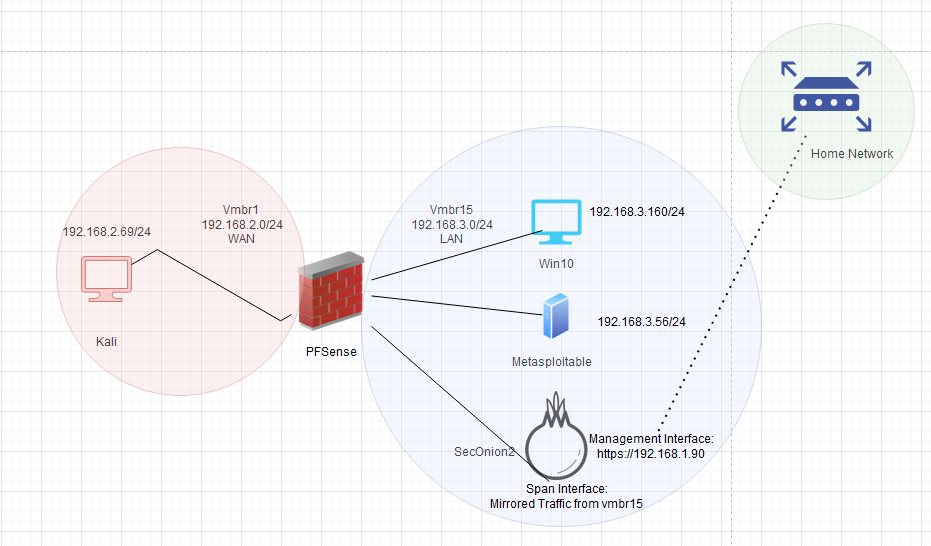 Home Network
Vmbr1
192.168.2.0/24
WAN
192.168.2.69/24
Kali
PFSense
Vmbr15
192.168.3.0/24
LAN
192.168.3.160/24
Win10
192.168.3.56/24
Metasploitable
SecOnion2
Management Interface:
https://192.168.1.90
Span Interface:
Mirrored Traffic from vmbr15